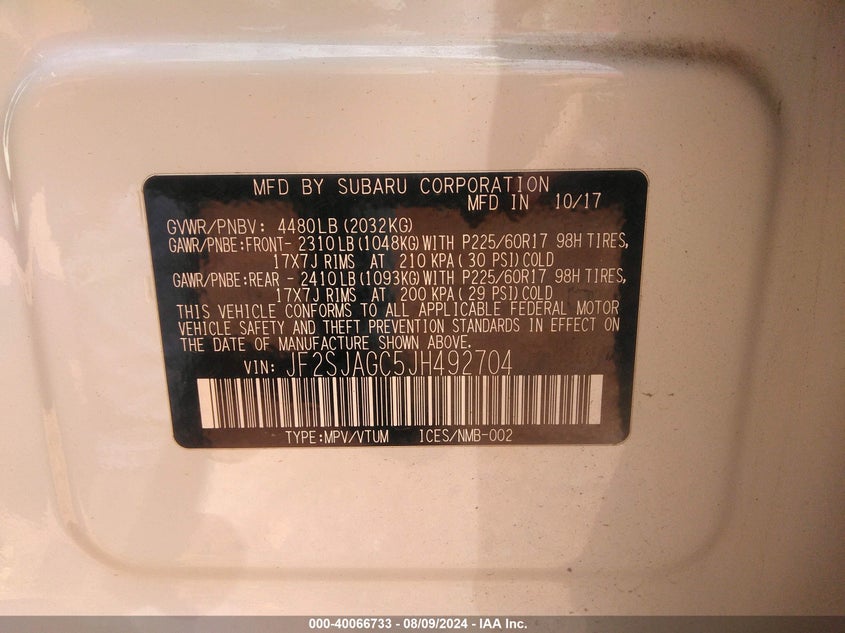 MFD BY SUBARU CORPORATION
MFD IN 10/17
GVWR/PNBV: 4480LB (2032KG)
GAWR/PNBE:FRONT- 2310 LB (1048KG) WITH P225/60R17 98H TIRES,
17X7J RIMS AT 210 KPA ( 30 PSI) COLD
GAWR/PNBE:REAR - 2410 LB (1093KG) WITH P225/60R17 98H TIRES,
17X7J RIMS AT 200 KPA ( 29 PSI) COLD
THIS VEHICLE CONFORMS TO ALL APPLICABLE FEDERAL MOTOR
VEHICLE SAFETY AND THEFT PREVENTION STANDARDS IN EFFECT ON
THE DATE OF MANUFACTURE SHOWN ABOVE.
VIN: JF2SJAGC5JH492704
TYPE:MPV/VTUM ICES/NMB-002
000-40066733 - 08/09/2024 - IAA Inc.